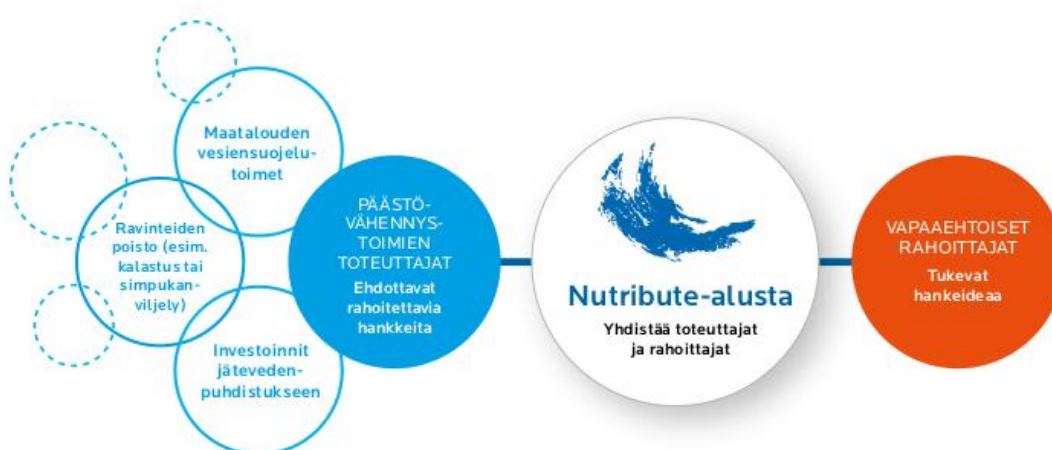 Maatalouden
vesiensuojelu-
toimet
Ravinteiden
poisto (esim.
kalastus tai
simpukan-
viljely)
Investoinnit
jäteveden-
puhdistukseen
PÄÄSTÖ-
VÄHENNYS-
TOIMIEN
TOTEUTTAJAT
Ehdottavat
rahoitettavia
hankkeita
Nutribute-alusta
Yhdistää toteuttajat
ja rahoittajat
VAPAAEHTOISET
RAHOITTAJAT
Tukevat
hankeideaa